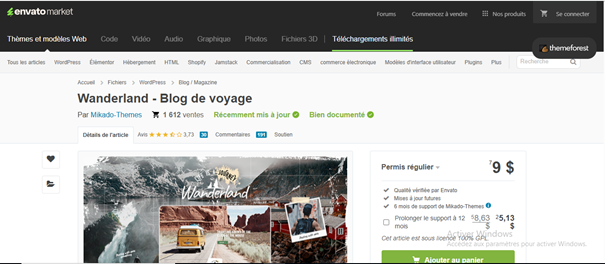 envato market
Forums Commencez à vendre Nos produits Se connecter
Thèmes et modèles Web Code Vidéo Audio Graphique Photos Fichiers 3D Téléchargements illimités
themeforest
Tous les articles WordPress Élémentor Hébergement HTML Shopify Jamstack Commercialisation CMS commerce électronique Modèles d'interface utilisateur Plugins Plus Recherche
Accueil > Fichiers > WordPress > Blog / Magazine
Wanderland - Blog de voyage
Par Mikado-Themes 1 612 ventes Récemment mis à jour Bien documenté
Détails de l'article Avis 3,73 30 Commentaires 191 Soutien
today!
Wanderland
Permis régulier 79 $
Qualité vérifiée par Envato
Mises à jour futures
6 mois de support de Mikado-Themes
Prolonger le support à 12 mois $8,63 $ 25,13 $
Cet article est sous licence 100% GPL.
Activer Windows
Accédez aux paramètres pour activer Windows.
Ajouter au panier